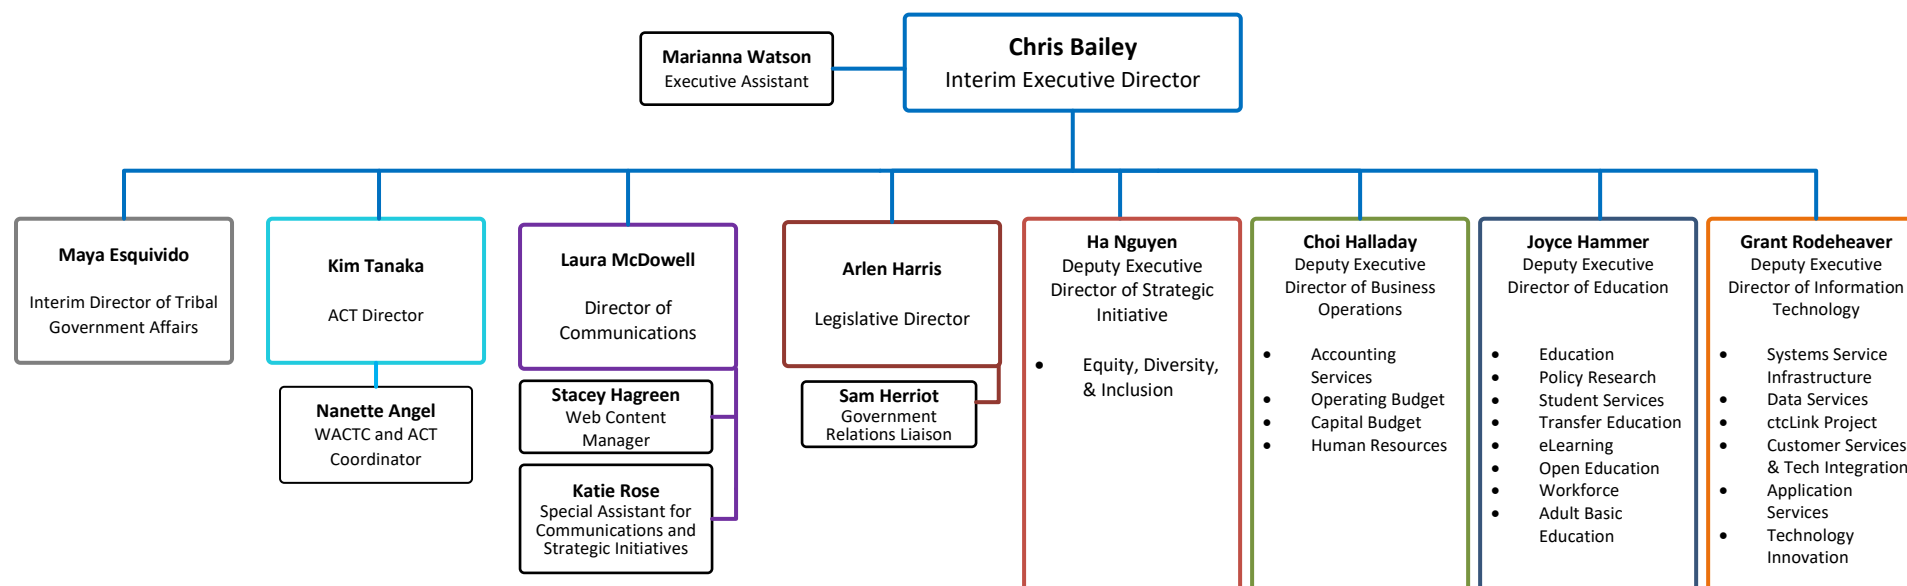 Marianna Watson
Executive Assistant
Chris Bailey
Interim Executive Director
Maya Esquivido
Interim Director of Tribal
Government Affairs
Kim Tanaka
ACT Director
Nanette Angel
WACTC and ACT
Coordinator
Laura McDowell
Director of
Communications
Stacey Hagreen
Web Content
Manager
Katie Rose
Special Assistant for
Communications and
Strategic Initiatives
Arlen Harris
Legislative Director
Sam Herriot
Government
Relations Liaison
Ha Nguyen
Deputy Executive
Director of Strategic
Initiative
• Equity, Diversity,
& Inclusion
Choi Halladay
Deputy Executive
Director of Business
Operations
• Accounting
Services
• Operating Budget
• Capital Budget
• Human Resources
Joyce Hammer
Deputy Executive
Director of Education
• Education
• Policy Research
• Student Services
• Transfer Education
• eLearning
• Open Education
• Workforce
• Adult Basic
Education
Grant Rodeheaver
Deputy Executive
Director of Information
Technology
• Systems Service
Infrastructure
• Data Services
• ctcLink Project
• Customer Services
& Tech Integration
• Application
Services
• Technology
Innovation